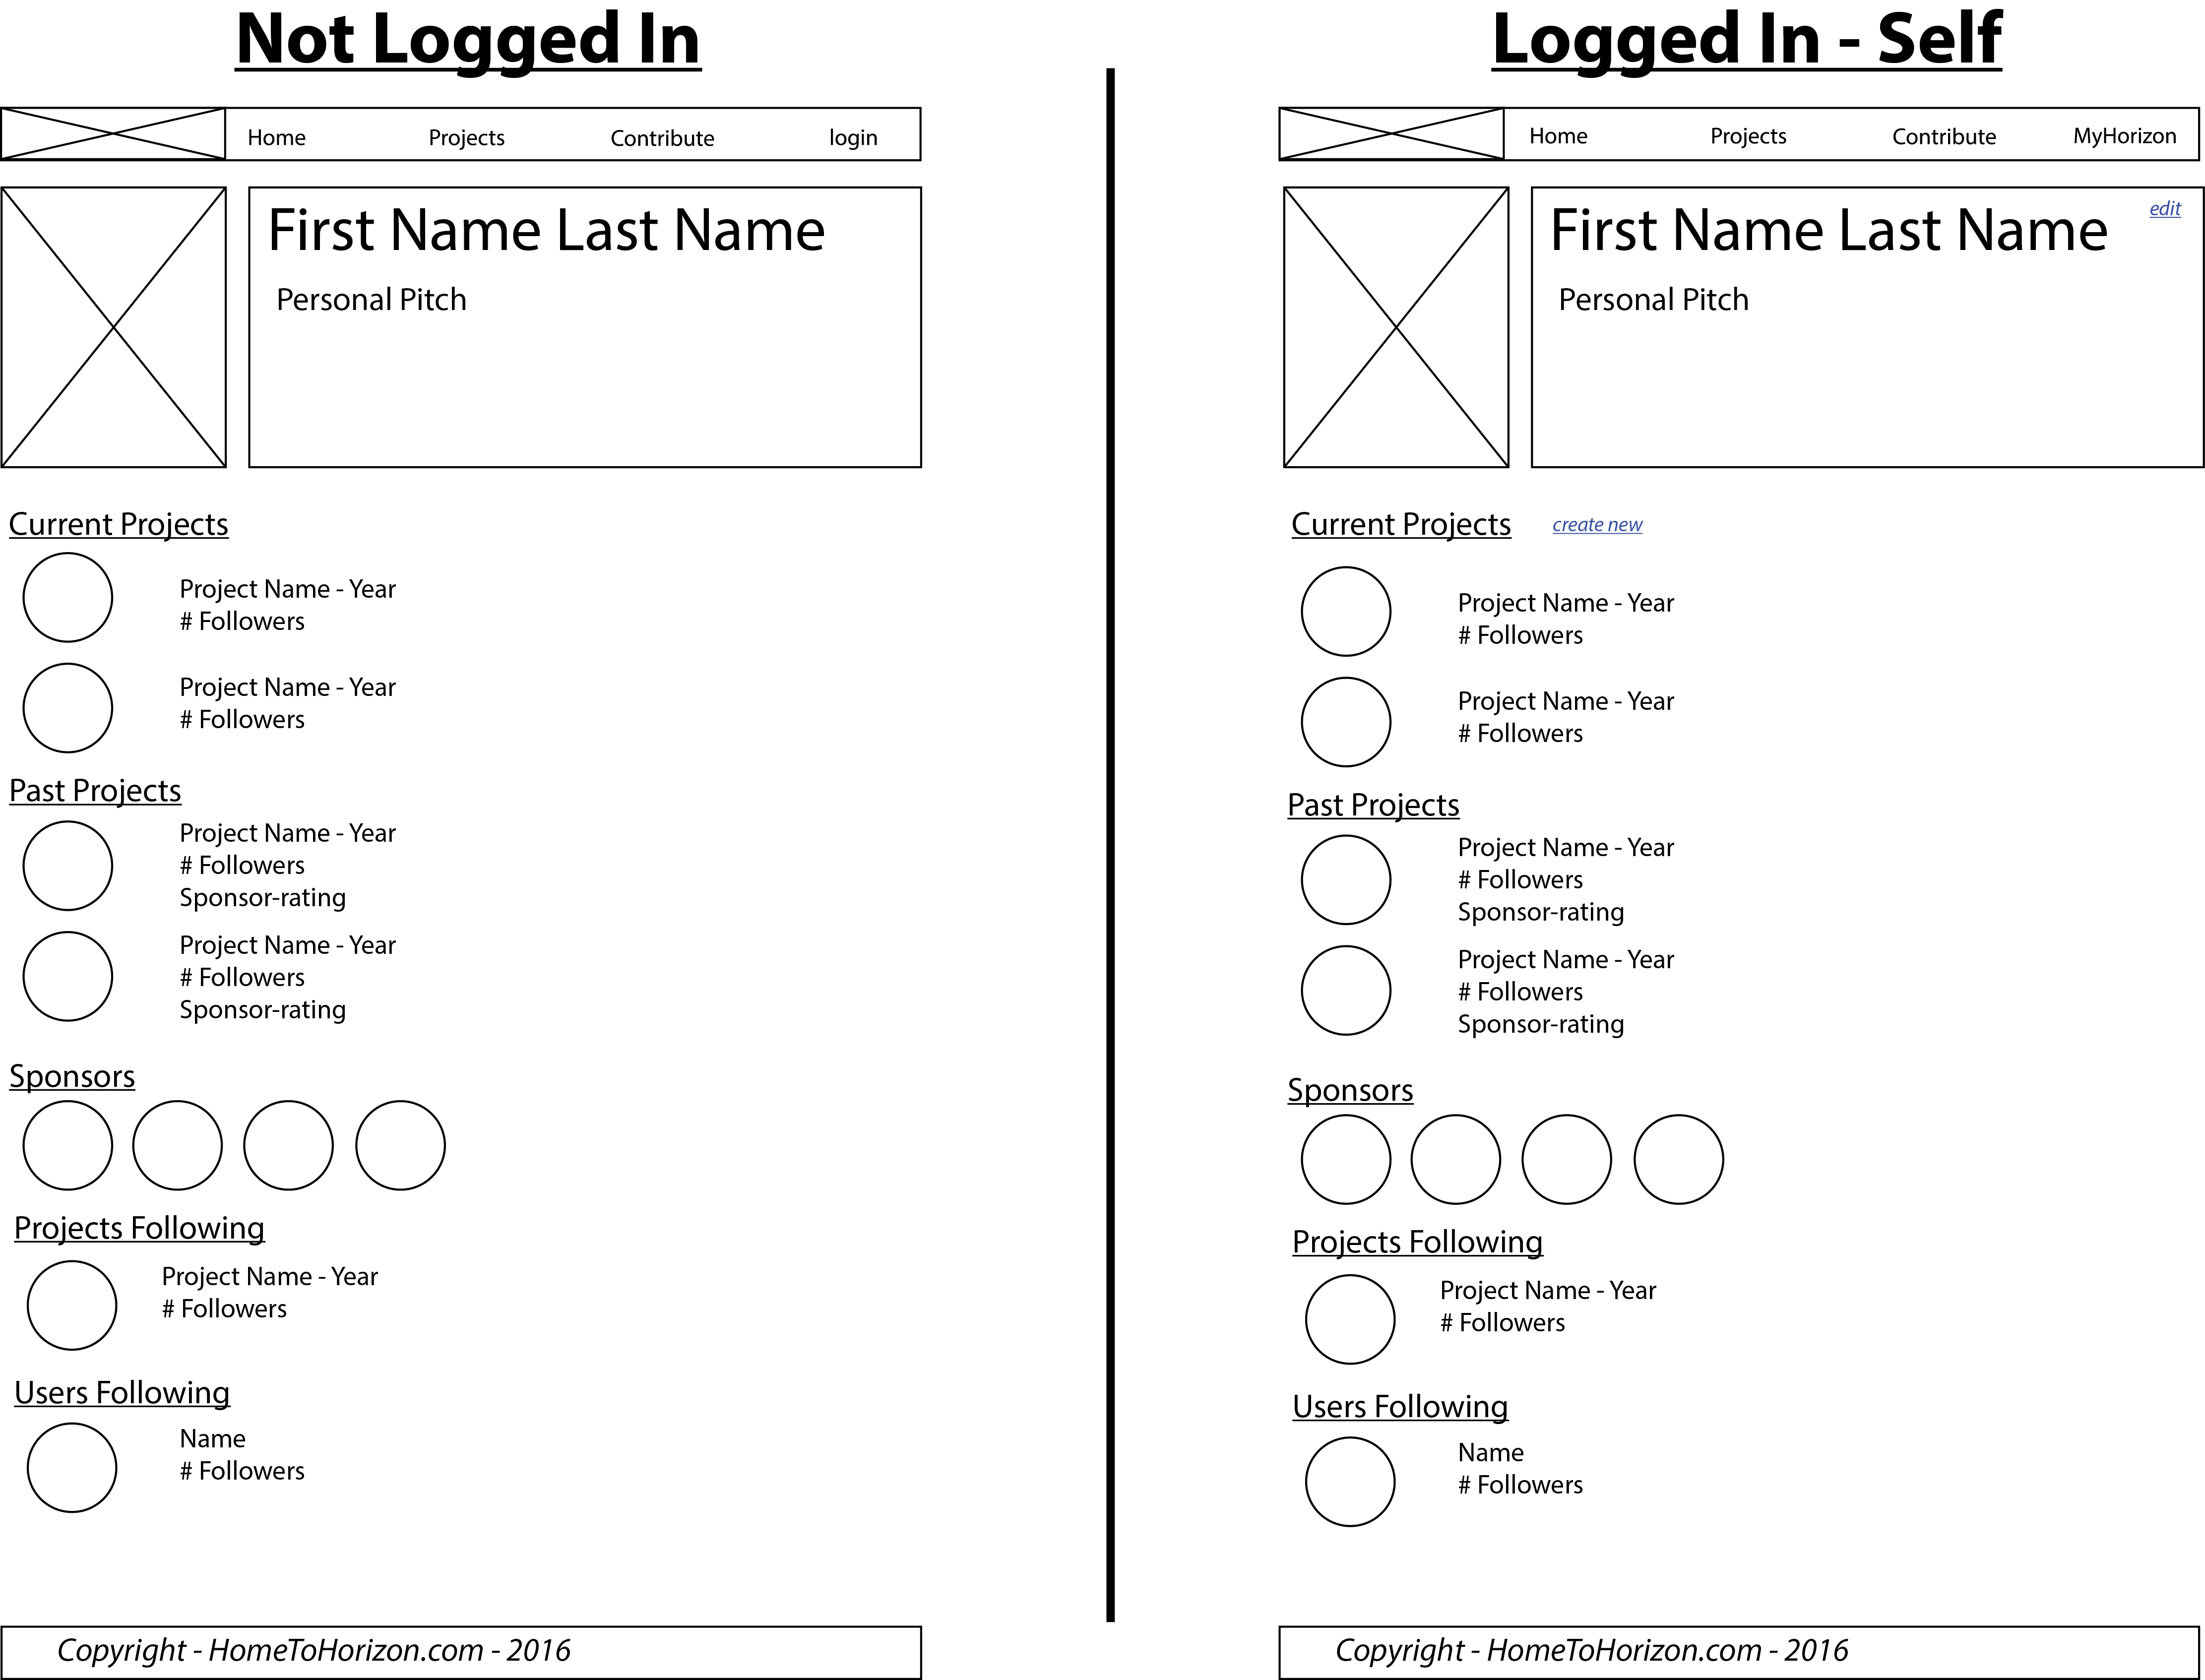 Not Logged In
Home Projects Contribute login
First Name Last Name
Personal Pitch
Current Projects
Project Name - Year
# Followers
Project Name - Year
# Followers
Past Projects
Project Name - Year
# Followers
Sponsor-rating
Project Name - Year
# Followers
Sponsor-rating
Sponsors
Projects Following
Project Name - Year
# Followers
Users Following
Name
# Followers
Copyright - HomeToHorizon.com - 2016
Logged In - Self
Home Projects Contribute MyHorizon
First Name Last Name edit
Personal Pitch
Current Projects create new
Project Name - Year
# Followers
Project Name - Year
# Followers
Past Projects
Project Name - Year
# Followers
Sponsor-rating
Project Name - Year
# Followers
Sponsor-rating
Sponsors
Projects Following
Project Name - Year
# Followers
Users Following
Name
# Followers
Copyright - HomeToHorizon.com - 2016